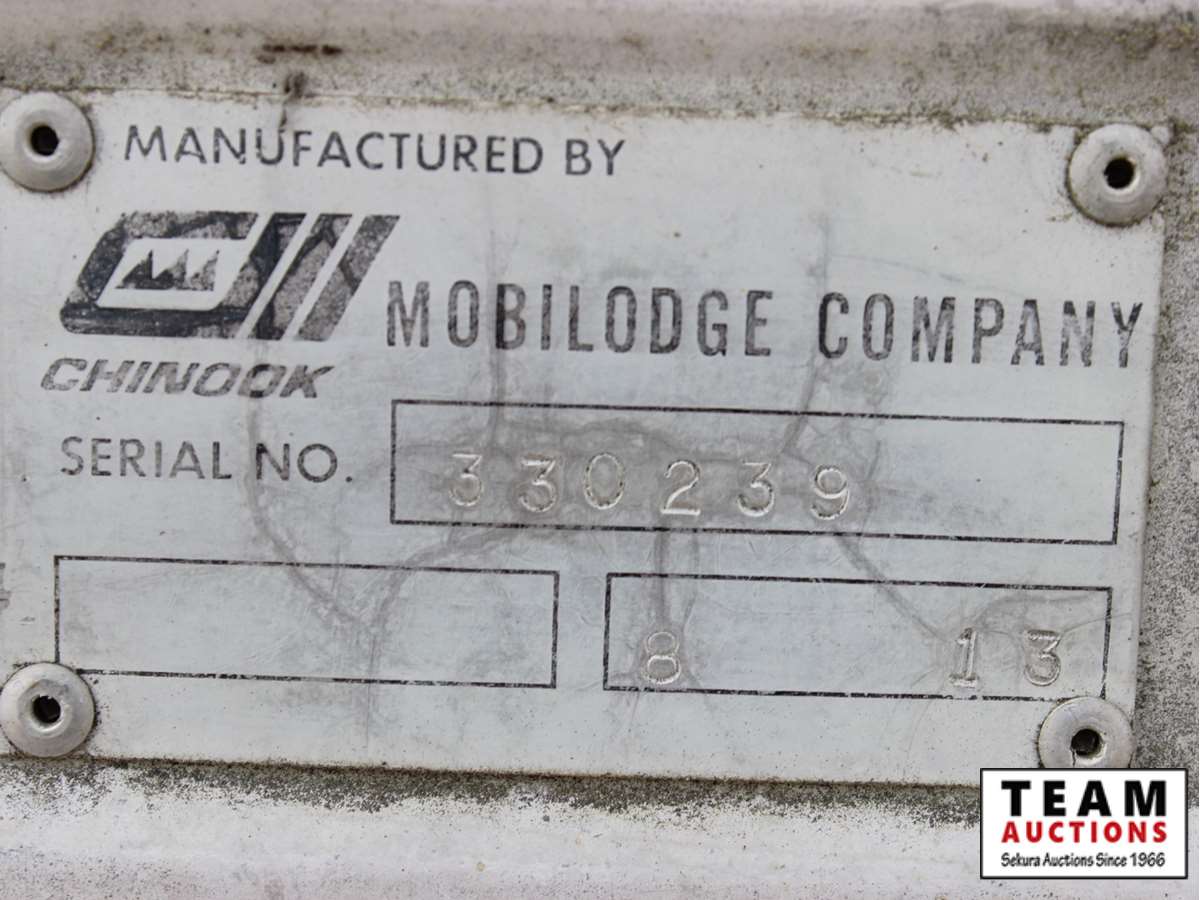 MANUFACTURED BY
CHINOOK
MOBILODGE COMPANY
SERIAL NO. 330239
8 13
TEAM
AUCTIONS
Sekura Auctions Since 1966